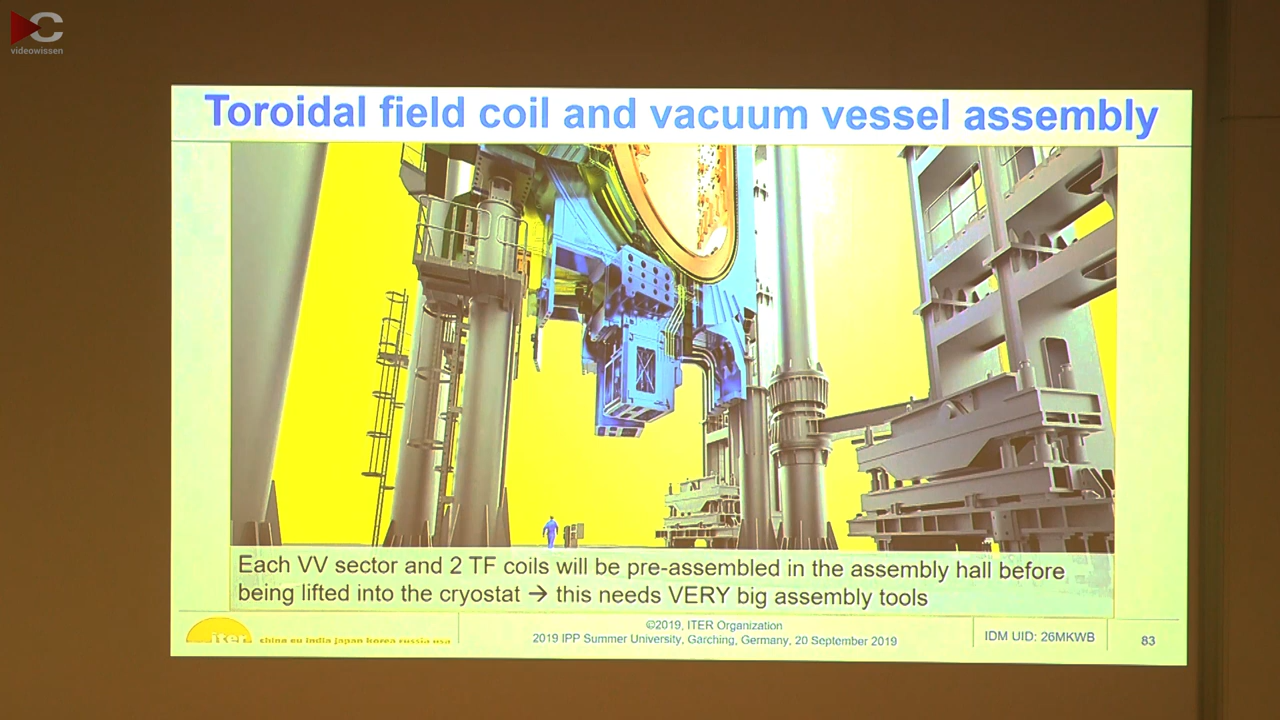 C
videowissen
Toroidal field coil and vacuum vessel assembly
Each VV sector and 2 TF coils will be pre-assembled in the assembly hall before
being lifted into the cryostat → this needs VERY big assembly tools
iter
china eu india japan korea russia usa
©2019, ITER Organization
2019 IPP Summer University, Garching, Germany, 20 September 2019
IDM UID: 26MKWB
83